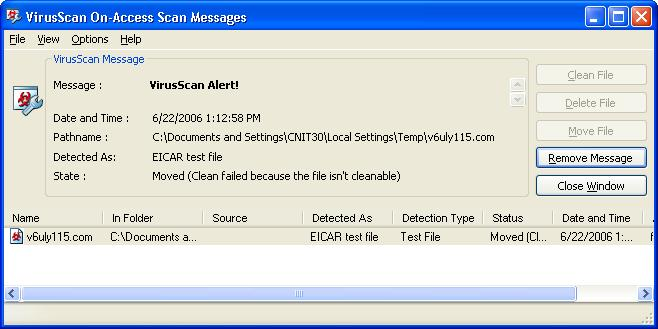 VirusScan On-Access Scan Messages
File View Options Help
VirusScan Message
Message : VirusScan Alert!
Date and Time : 6/22/2006 1:12:58 PM
Pathname : C:\Documents and Settings\CNIT30\Local Settings\Temp\v6uly115.com
Detected As: EICAR test file
State : Moved (Clean failed because the file isn't cleanable)
Clean File
Delete File
Move File
Remove Message
Close Window
Name In Folder Source Detected As Detection Type Status Date and Time
v6uly115.com C:\Documents a... EICAR test file Test File Moved (Cl... 6/22/2006 1:...